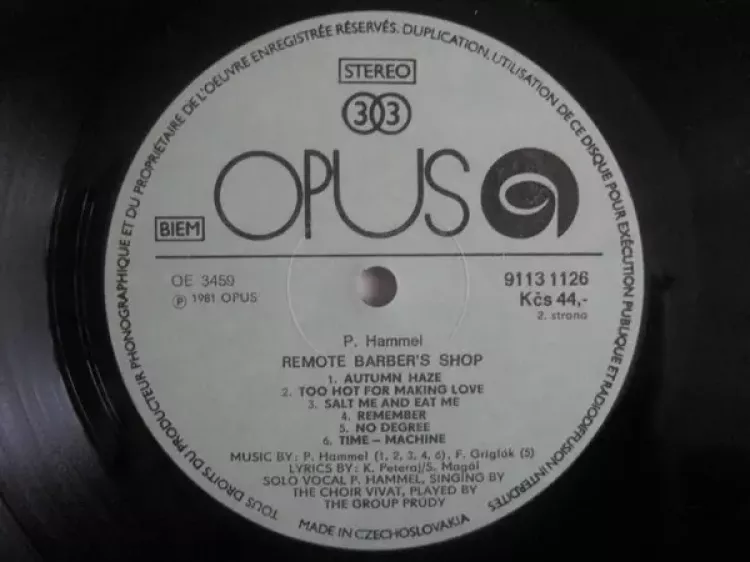 TOUS DROITS DU PRODUCTEUR PHONOGRAPHIQUE ET DU PROPRIÉTAIRE DE L'OEUVRE ENREGISTRÉE RÉSERVÉS. DUPLICATION, UTILISATION DE CE DISQUE POUR EXÉCUTION PUBLIQUE ET RADIODIFFUSION INTERDITES
STEREO
33
OPUS
BIEM
OE 3459
℗ 1981 OPUS
9113 1126
Kčs 44,-
2. strana
P. Hammel
REMOTE BARBER'S SHOP
1. AUTUMN HAZE
2. TOO HOT FOR MAKING LOVE
3. SALT ME AND EAT ME
4. REMEMBER
5. NO DEGREE
6. TIME – MACHINE
MUSIC BY: P. Hammel (1, 2, 3, 4, 6), F. Griglák (5)
LYRICS BY: K. Peteraj/S. Magál
SOLO VOCAL P. HAMMEL, SINGING BY
THE CHOIR VIVAT, PLAYED BY
THE GROUP PRÚDY
MADE IN CZECHOSLOVAKIA